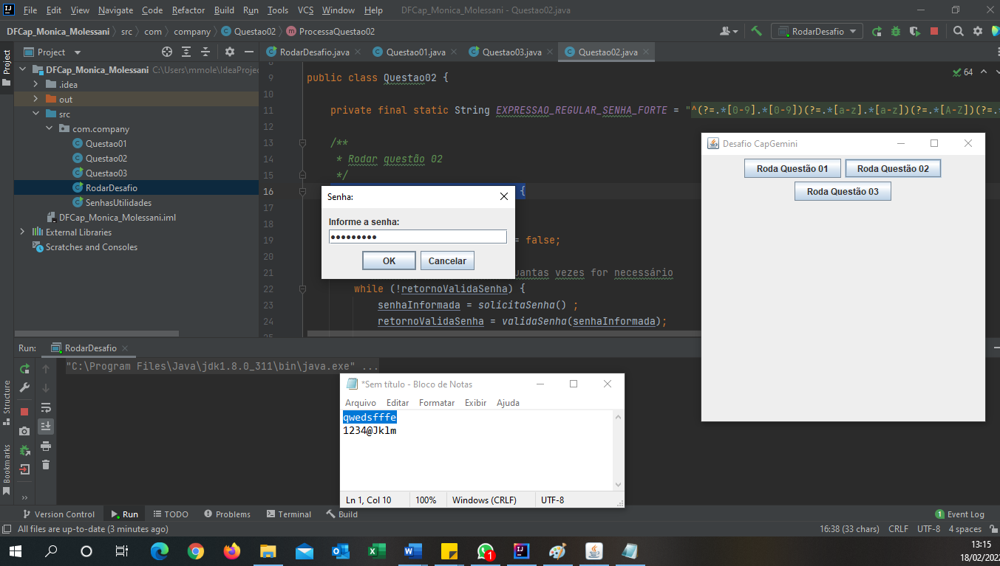 File Edit View Navigate Code Refactor Build Run Tools VCS Window Help DFCap_Monica_Molessani - Questao02.java
DFCap_Monica_Molessani src com company Questao02 ProcessaQuestao02 RodarDesafio
Project
Project
RodarDesafio.java Questao01.java Questao03.java Questao02.java
DFCap_Monica_Molessani C:\Users\mmole\IdeaProjec
.idea
out
src
com.company
Questao01
Questao02
Questao03
RodarDesafio
SenhasUtilidades
DFCap_Monica_Molessani.iml
External Libraries
Scratches and Consoles
64
9 public class Questao02 {
10
11 private final static String EXPRESSAO_REGULAR_SENHA_FORTE = "^(?=.*[0-9].*[0-9])(?=.*[a-z].*[a-z])(?=.*[A-Z])(?=.
12
13 /**
14 * Rodar questão 02
15 */
16 {
17
18
19 = false;
20
21 uantas vezes for necessário
22 while (!retornoValidaSenha) {
23 senhaInformada = solicitaSenha() ;
24 retornoValidaSenha = validaSenha(senhaInformada);
Senha:
Informe a senha:
•••••••••
OK Cancelar
Desafio CapGemini
Roda Questão 01 Roda Questão 02
Roda Questão 03
Run: RodarDesafio
"C:\Program Files\Java\jdk1.8.0_311\bin\java.exe" ...
*Sem título - Bloco de Notas
Arquivo Editar Formatar Exibir Ajuda
qwedsfffe
1234@Jklm
Ln 1, Col 10 100% Windows (CRLF) UTF-8
Structure
Bookmarks
Version Control Run TODO Problems Terminal Build 1 Event Log
All files are up-to-date (3 minutes ago) 16:38 (33 chars) CRLF UTF-8 4 spaces
1
13:15
18/02/2022